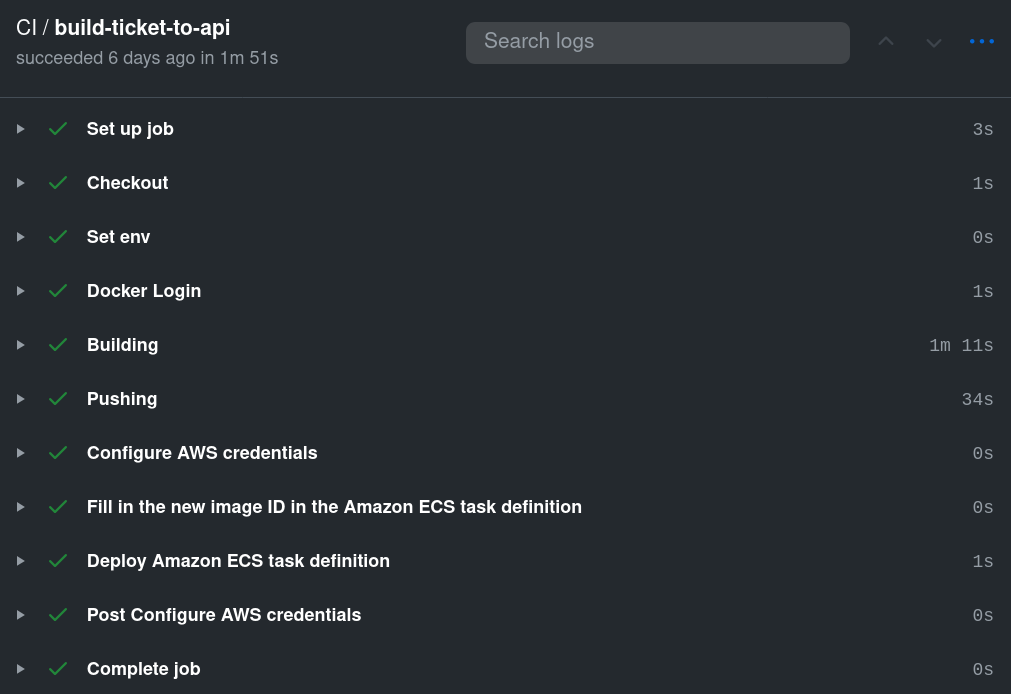 CI / build-ticket-to-api
succeeded 6 days ago in 1m 51s
Search logs
Set up job 3s
Checkout 1s
Set env 0s
Docker Login 1s
Building 1m 11s
Pushing 34s
Configure AWS credentials 0s
Fill in the new image ID in the Amazon ECS task definition 0s
Deploy Amazon ECS task definition 1s
Post Configure AWS credentials 0s
Complete job 0s